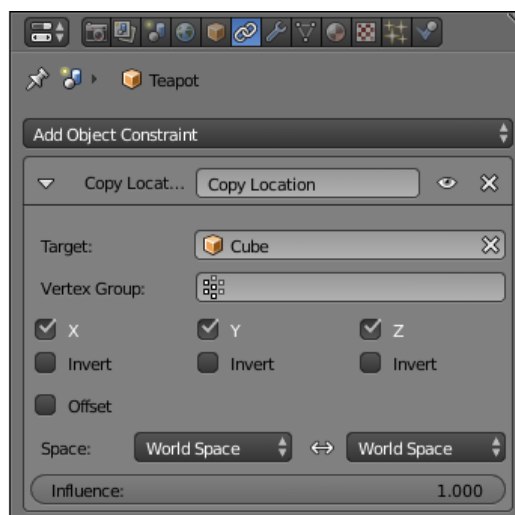 Teapot
Add Object Constraint
Copy Locat... Copy Location
Target: Cube
Vertex Group:
X Y Z
Invert Invert Invert
Offset
Space: World Space World Space
Influence: 1.000